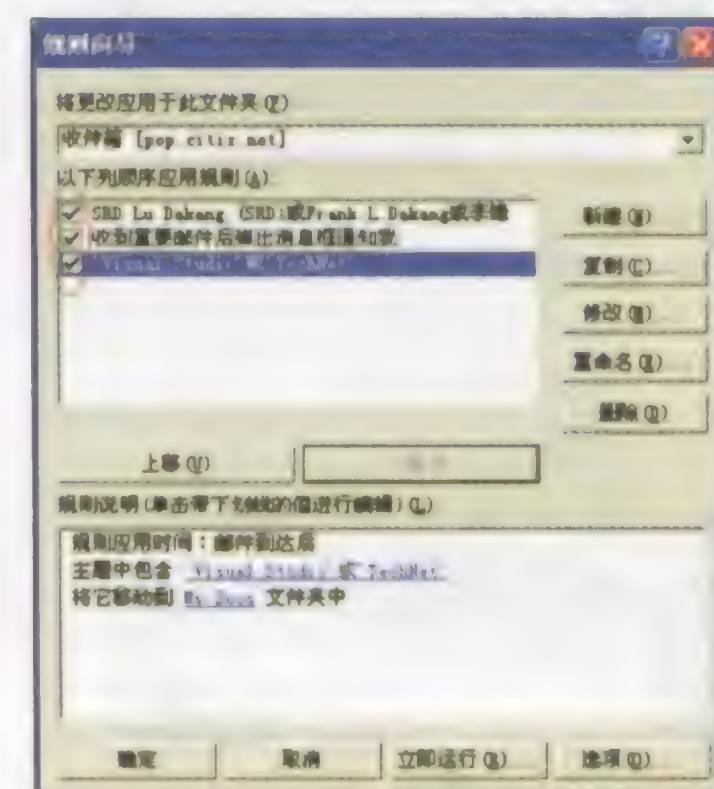 规则向导
将更改应用于此文件夹(F)
收件箱 [pop citiz net]
以下列顺序应用规则(A)
SRD Lu Dakang (SRD)或Frank L Dakang或李
收到重要邮件后弹出消息框通知我
Visual Studio 或 TechNet
新建(N)
复制(C)
修改(M)
重命名(R)
删除(D)
上移(U)
规则说明(单击带下划线的值进行编辑)(L)
规则应用时间:邮件到达后
主题中包含 Visual Studio 或 TechNet
将它移动到 文件夹中
确定
取消
立即运行(R)
选项(O)